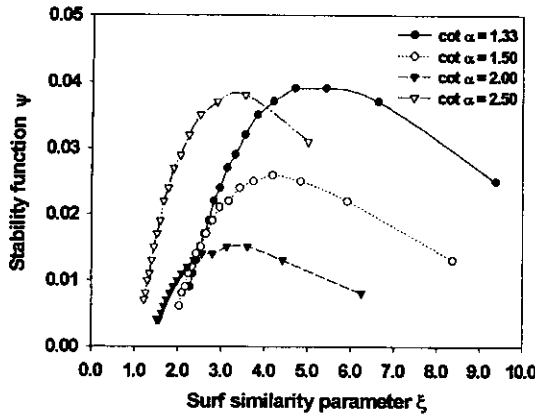 0.05
0.04
0.03
0.02
0.01
0.00
Stability function ψ
cot α = 1.33
cot α = 1.50
cot α = 2.00
cot α = 2.50
0.0 1.0 2.0 3.0 4.0 5.0 6.0 7.0 8.0 9.0 10.0
Surf similarity parameter ξ